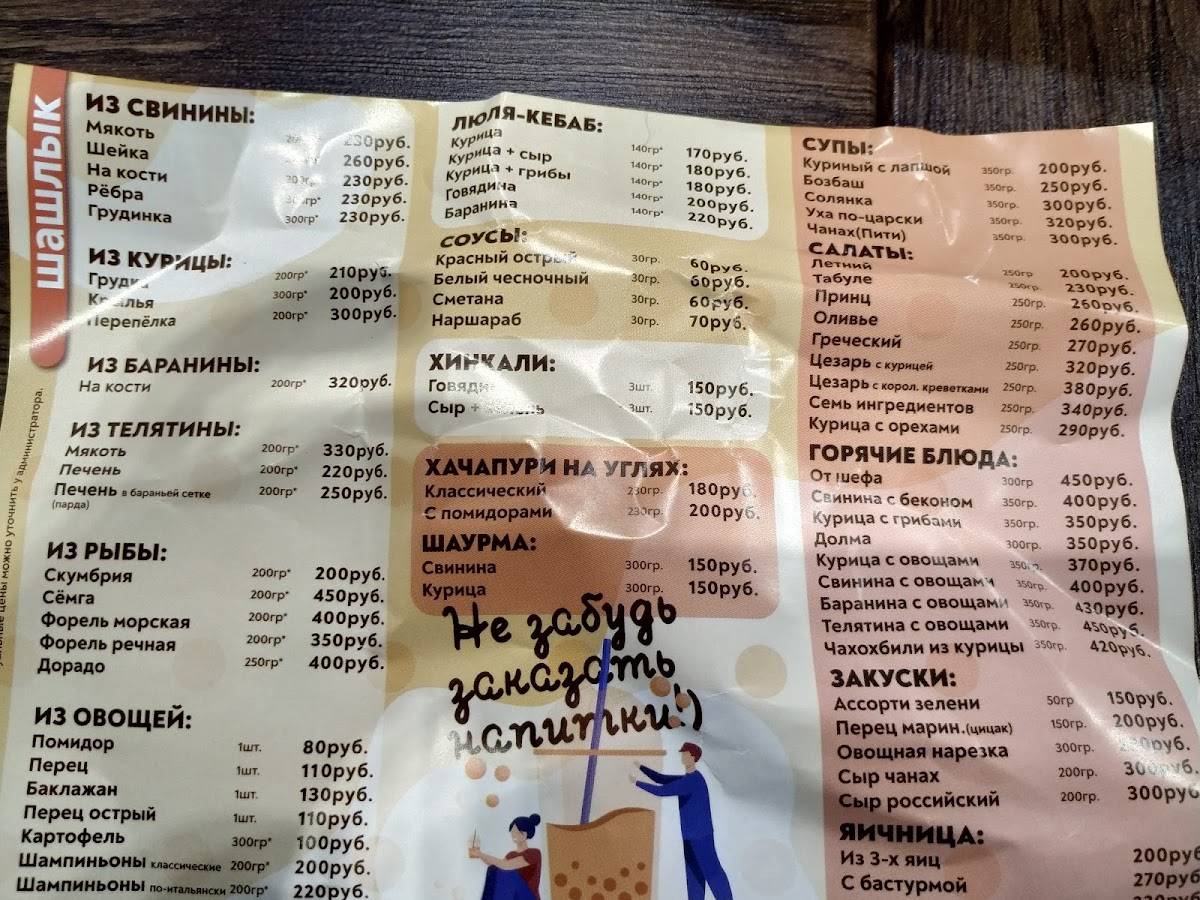 шашлык
ИЗ СВИНИНЫ:
Мякоть 230руб.
Шейка 260руб.
На кости 230руб.
Рёбра 230руб.
Грудинка 300гр* 230руб.
ИЗ КУРИЦЫ:
Грудка 200гр* 210руб.
Крылья 300гр* 200руб.
Перепёлка 200гр* 300руб.
ИЗ БАРАНИНЫ:
На кости 200гр* 320руб.
ИЗ ТЕЛЯТИНЫ:
Мякоть 200гр* 330руб.
Печень 200гр* 220руб.
Печень в бараньей сетке 200гр* 250руб.
(парда)
ИЗ РЫБЫ:
Скумбрия 200гр* 200руб.
Сёмга 200гр* 450руб.
Форель морская 200гр* 400руб.
Форель речная 200гр* 350руб.
Дорадо 250гр* 400руб.
ИЗ ОВОЩЕЙ:
Помидор 1шт. 80руб.
Перец 1шт. 110руб.
Баклажан 1шт. 130руб.
Перец острый 1шт. 110руб.
Картофель 300гр* 100руб.
Шампиньоны классические 200гр* 200руб.
Шампиньоны по-итальянски 200гр* 220руб.
цены можно уточнить у администратора.
ЛЮЛЯ-КЕБАБ:
Курица 140гр* 170руб.
Курица + сыр 140гр* 180руб.
Курица + грибы 140гр* 180руб.
Говядина 140гр* 200руб.
Баранина 140гр* 220руб.
СОУСЫ:
Красный острый 30гр. 60руб.
Белый чесночный 30гр. 60руб.
Сметана 30гр. 60руб.
Наршараб 30гр. 70руб.
ХИНКАЛИ:
Говядина 3шт. 150руб.
Сыр + зелень 3шт. 150руб.
ХАЧАПУРИ НА УГЛЯХ:
Классический 230гр. 180руб.
С помидорами 230гр. 200руб.
ШАУРМА:
Свинина 300гр. 150руб.
Курица 300гр. 150руб.
Не забудь
заказать
напитки!)
СУПЫ:
Куриный с лапшой 350гр. 200руб.
Бозбаш 350гр. 250руб.
Солянка 350гр. 300руб.
Уха по-царски 350гр. 320руб.
Чанах(Пити) 350гр. 300руб.
САЛАТЫ:
Летний 250гр 200руб.
Табуле 250гр. 230руб.
Принц 250гр. 260руб.
Оливье 250гр. 260руб.
Греческий 250гр. 270руб.
Цезарь с курицей 250гр. 320руб.
Цезарь с корол. креветками 250гр. 380руб.
Семь ингредиентов 250гр. 340руб.
Курица с орехами 250гр. 290руб.
ГОРЯЧИЕ БЛЮДА:
От шефа 300гр 450руб.
Свинина с беконом 350гр. 400руб.
Курица с грибами 350гр. 350руб.
Долма 300гр. 350руб.
Курица с овощами 350гр. 370руб.
Свинина с овощами 350гр. 400руб.
Баранина с овощами 350гр. 430руб.
Телятина с овощами 350гр. 450руб.
Чахохбили из курицы 350гр. 420руб.
ЗАКУСКИ:
Ассорти зелени 50гр 150руб.
Перец марин.(цицак) 150гр. 200руб.
Овощная нарезка 300гр.
Сыр чанах 200гр. 300руб.
Сыр российский 200гр. 300руб
ЯИЧНИЦА:
Из 3-х яиц 200руб
С бастурмой 270руб